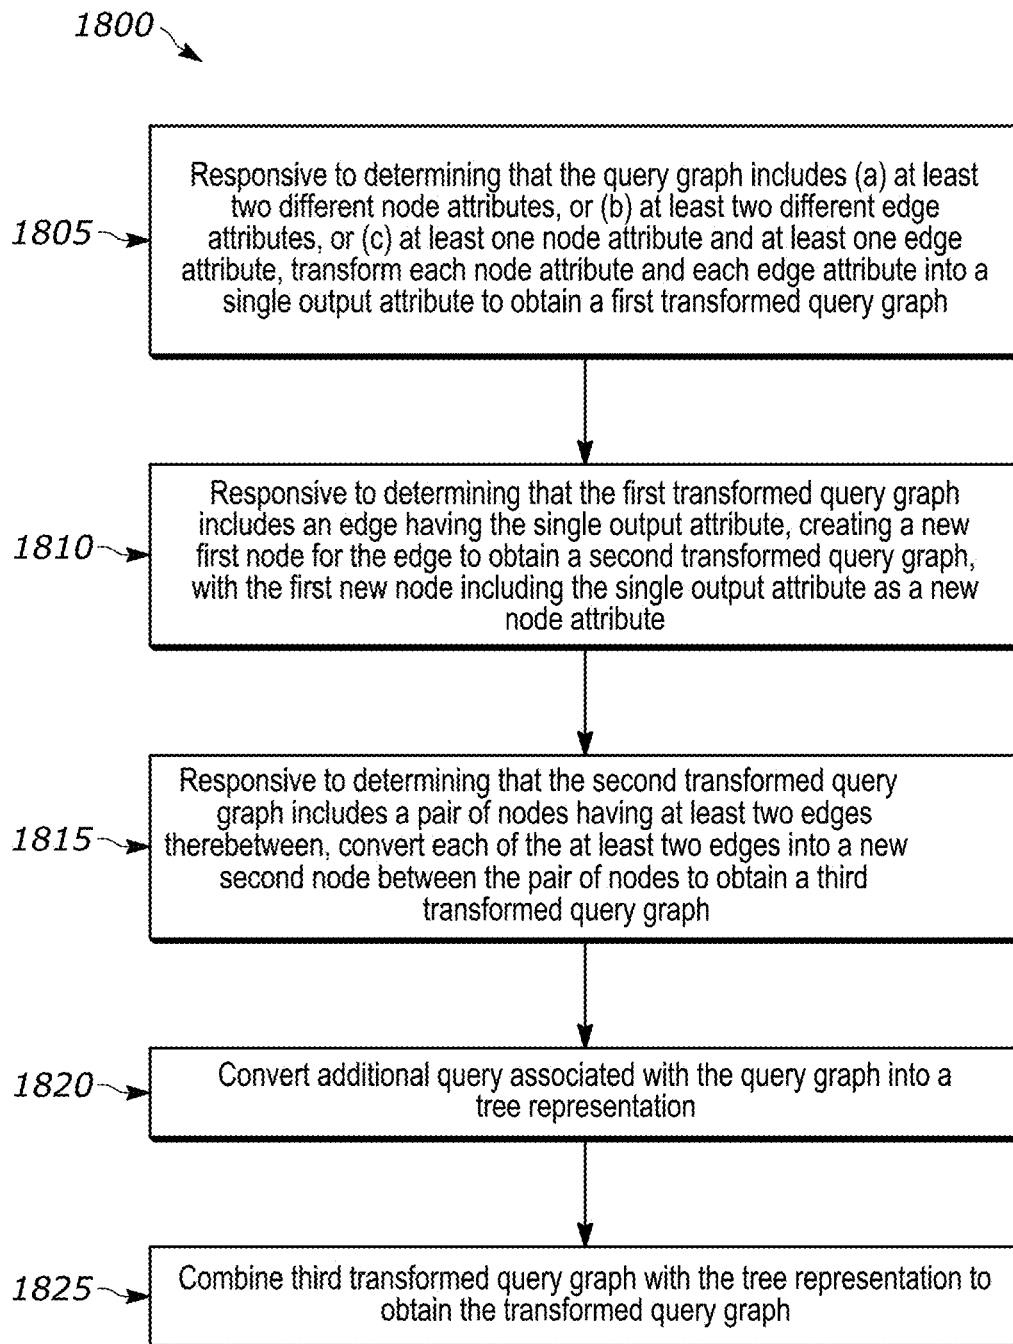 1800
1805
Responsive to determining that the query graph includes (a) at least
two different node attributes, or (b) at least two different edge
attributes, or (c) at least one node attribute and at least one edge
attribute, transform each node attribute and each edge attribute into a
single output attribute to obtain a first transformed query graph
1810
Responsive to determining that the first transformed query graph
includes an edge having the single output attribute, creating a new
first node for the edge to obtain a second transformed query graph,
with the first new node including the single output attribute as a new
node attribute
1815
Responsive to determining that the second transformed query
graph includes a pair of nodes having at least two edges
therebetween, convert each of the at least two edges into a new
second node between the pair of nodes to obtain a third
transformed query graph
1820
Convert additional query associated with the query graph into a
tree representation
1825
Combine third transformed query graph with the tree representation to
obtain the transformed query graph